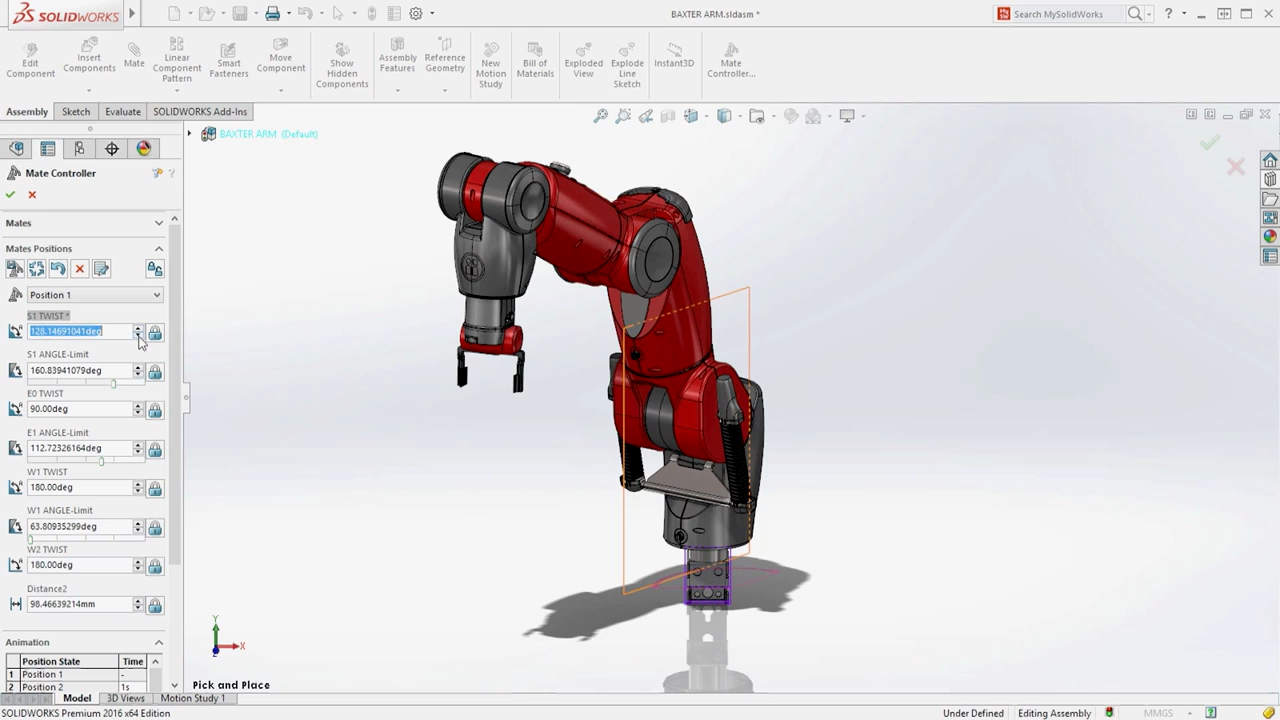 SOLIDWORKS
BAXTER ARM.sldasm *
Search MySolidWorks
Edit Component
Insert Components
Mate
Linear Component Pattern
Smart Fasteners
Move Component
Show Hidden Components
Assembly Features
Reference Geometry
New Motion Study
Bill of Materials
Exploded View
Explode Line Sketch
Instant3D
Mate Controller...
Assembly
Sketch
Evaluate
SOLIDWORKS Add-Ins
BAXTER ARM (Default)
Mate Controller
Mates
Mates Positions
Position 1
S1 TWIST *
128.14691041deg
S1 ANGLE-Limit
160.83941079deg
E0 TWIST
90.00deg
E1 ANGLE-Limit
112.72326164deg
W1 TWIST
180.00deg
W1 ANGLE-Limit
63.80935299deg
W2 TWIST
180.00deg
Distance2
98.46639214mm
Animation
Position State Time
1 Position 1 -
2 Position 2 1s
Y
X
Z
Pick and Place
Model
3D Views
Motion Study 1
SOLIDWORKS Premium 2016 x64 Edition
Under Defined
Editing Assembly
MMGS